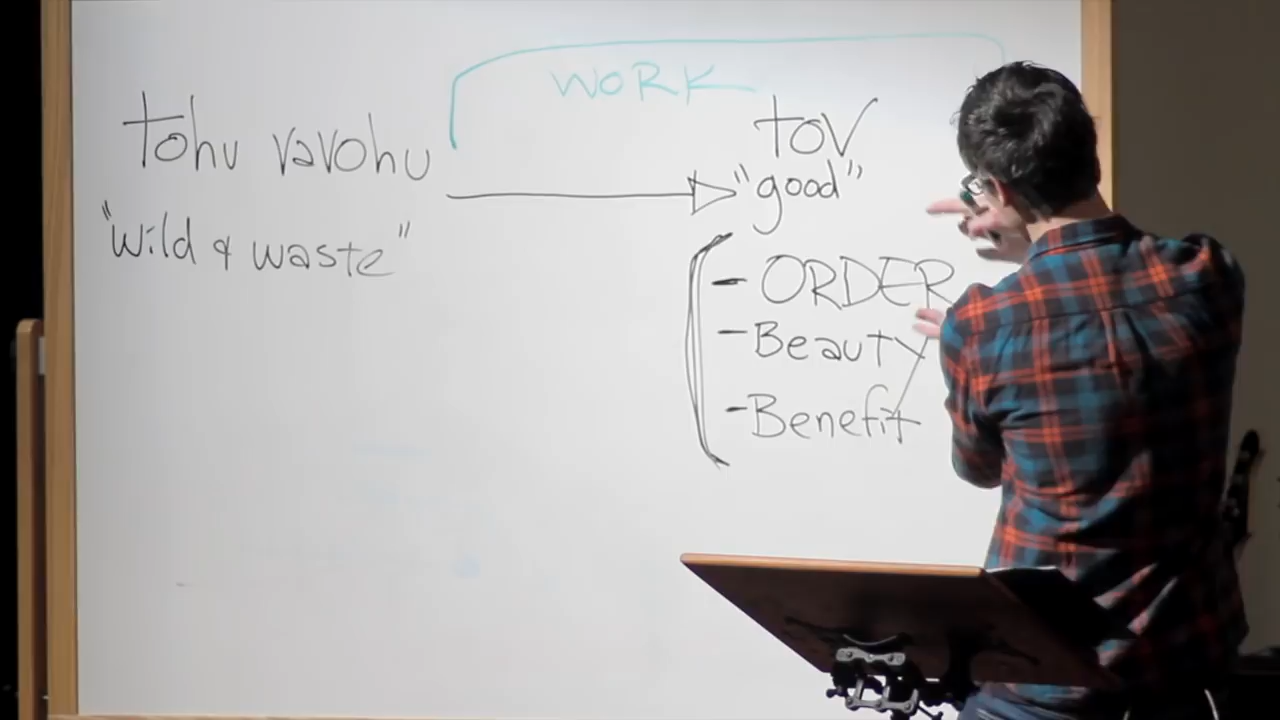 WORK
tohu vavohu
"wild & waste"
tov
"good"
- ORDER
- Beauty
- Benefit